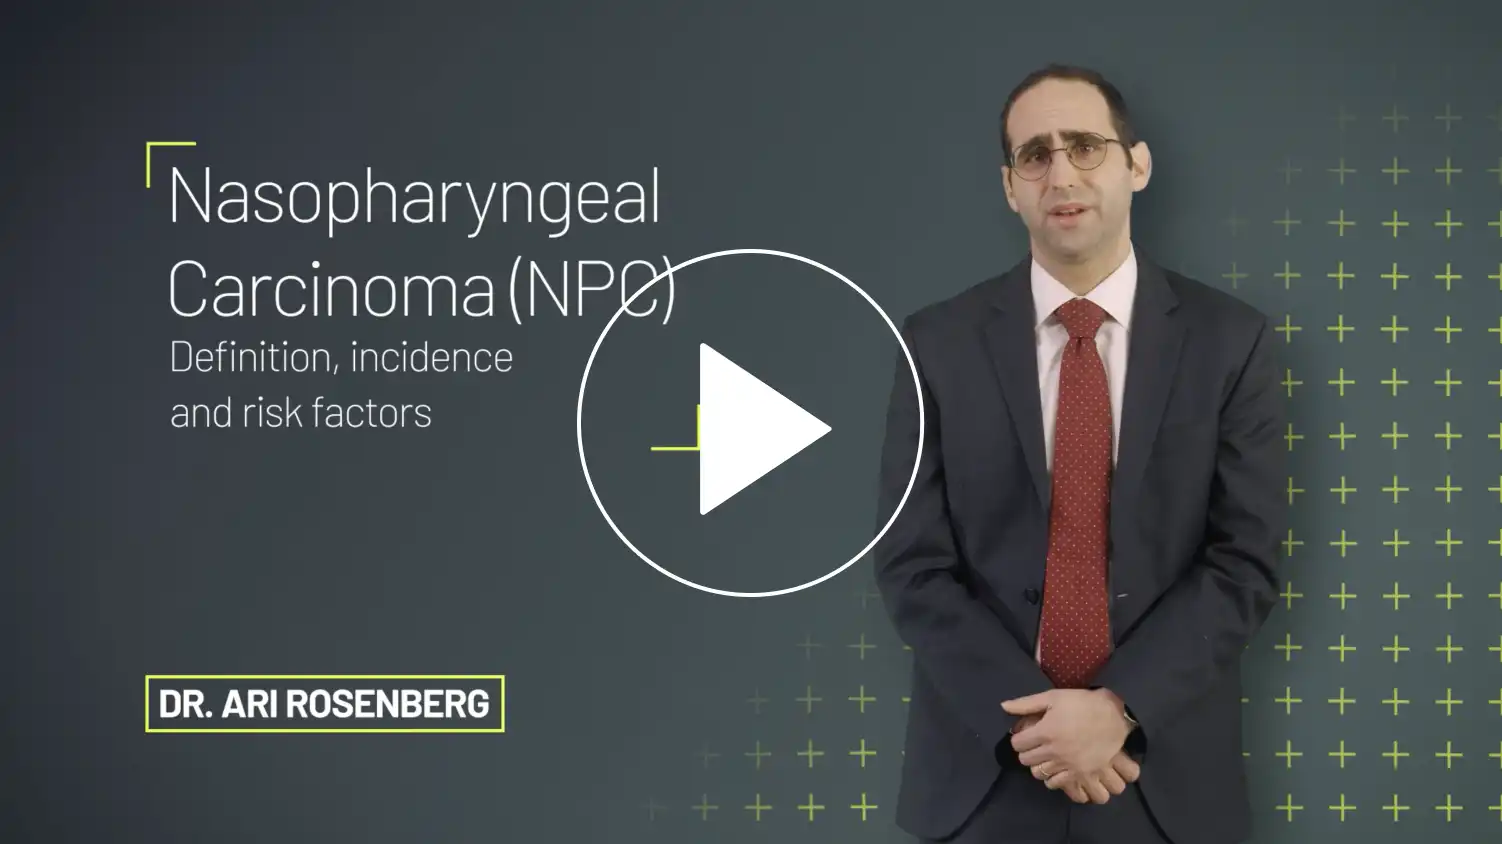 Nasopharyngeal
Carcinoma (NPC)
Definition, incidence
and risk factors
DR. ARI ROSENBERG